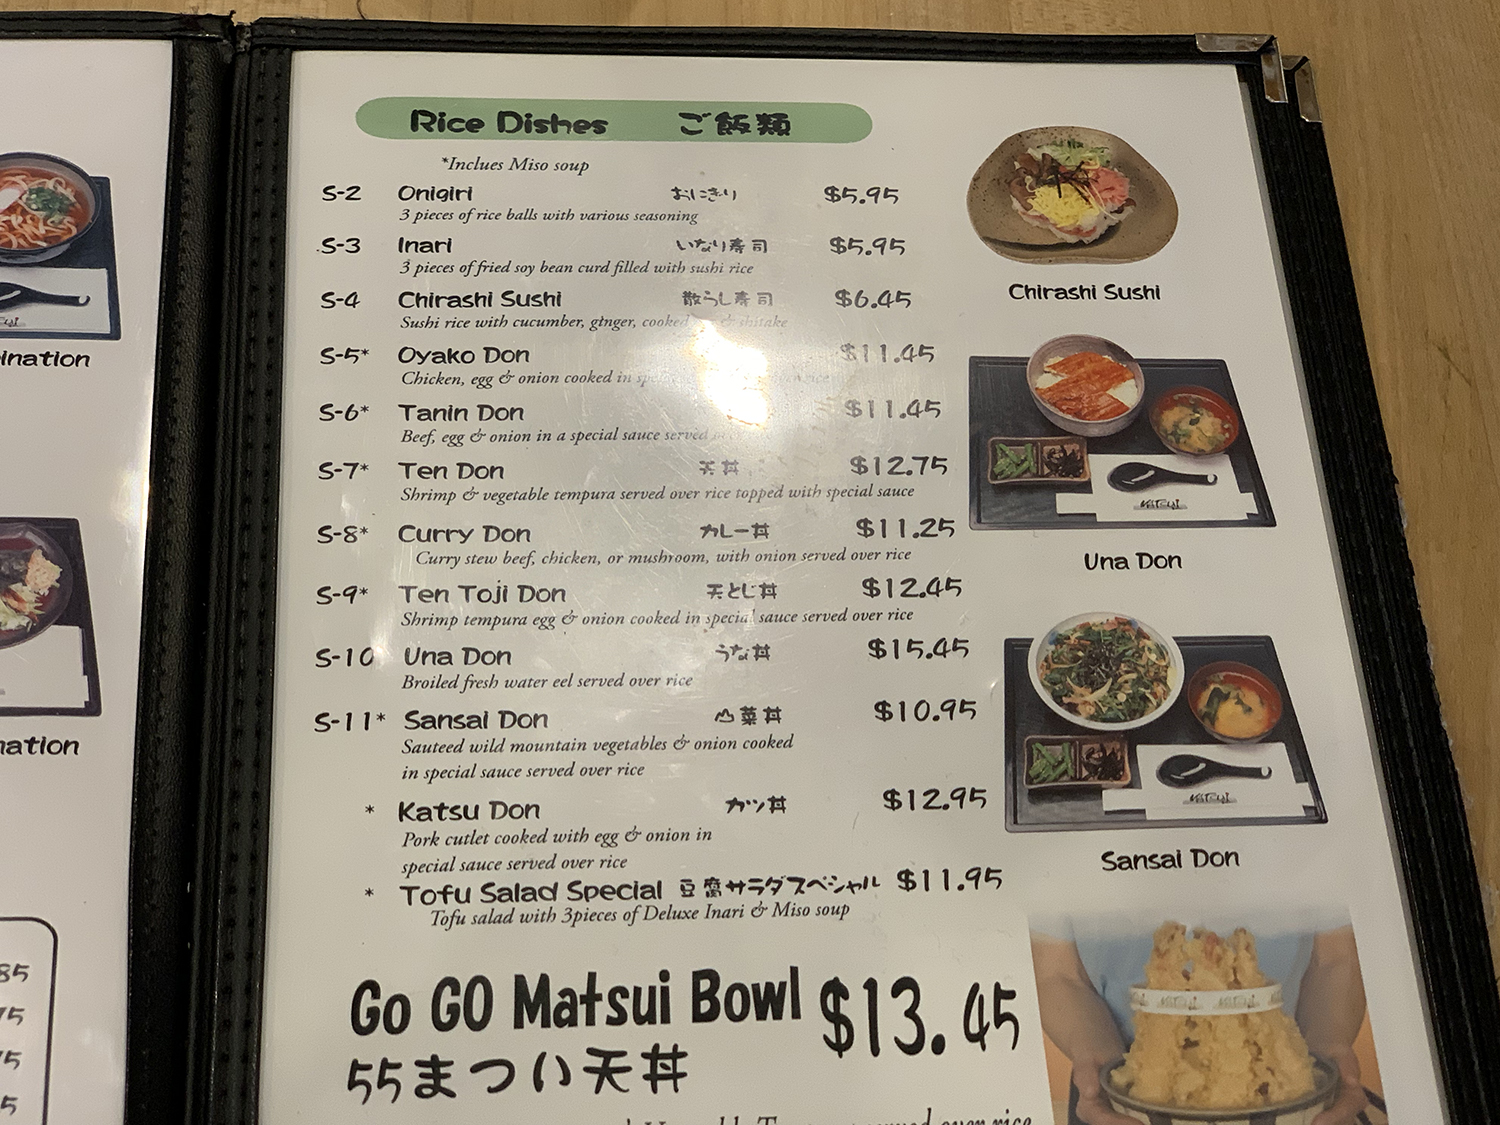 Rice Dishes ご飯類
*Inclues Miso soup
S-2 Onigiri おにぎり $5.95
3 pieces of rice balls with various seasoning
S-3 Inari いなり寿司 $5.95
3 pieces of fried soy bean curd filled with sushi rice
S-4 Chirashi Sushi 散らし寿司 $6.45
Sushi rice with cucumber, ginger, cooked shitake
S-5* Oyako Don $11.45
Chicken, egg & onion cooked in
S-6* Tanin Don $11.45
Beef, egg & onion in a special sauce served
S-7* Ten Don 天丼 $12.75
Shrimp & vegetable tempura served over rice topped with special sauce
S-8* Curry Don カレー丼 $11.25
Curry stew beef, chicken, or mushroom, with onion served over rice
S-9* Ten Toji Don 天とじ丼 $12.45
Shrimp tempura egg & onion cooked in special sauce served over rice
S-10 Una Don うな丼 $15.45
Broiled fresh water eel served over rice
S-11* Sansai Don 山菜丼 $10.95
Sauteed wild mountain vegetables & onion cooked
in special sauce served over rice
* Katsu Don カツ丼 $12.95
Pork cutlet cooked with egg & onion in
special sauce served over rice
* Tofu Salad Special 豆腐サラダスペシャル $11.95
Tofu salad with 3pieces of Deluxe Inari & Miso soup
Go GO Matsui Bowl $13.45
55まつい天丼
over rice
Chirashi Sushi
MATSUI
Una Don
MATSUI
Sansai Don
ination
nation
85
75
75
5